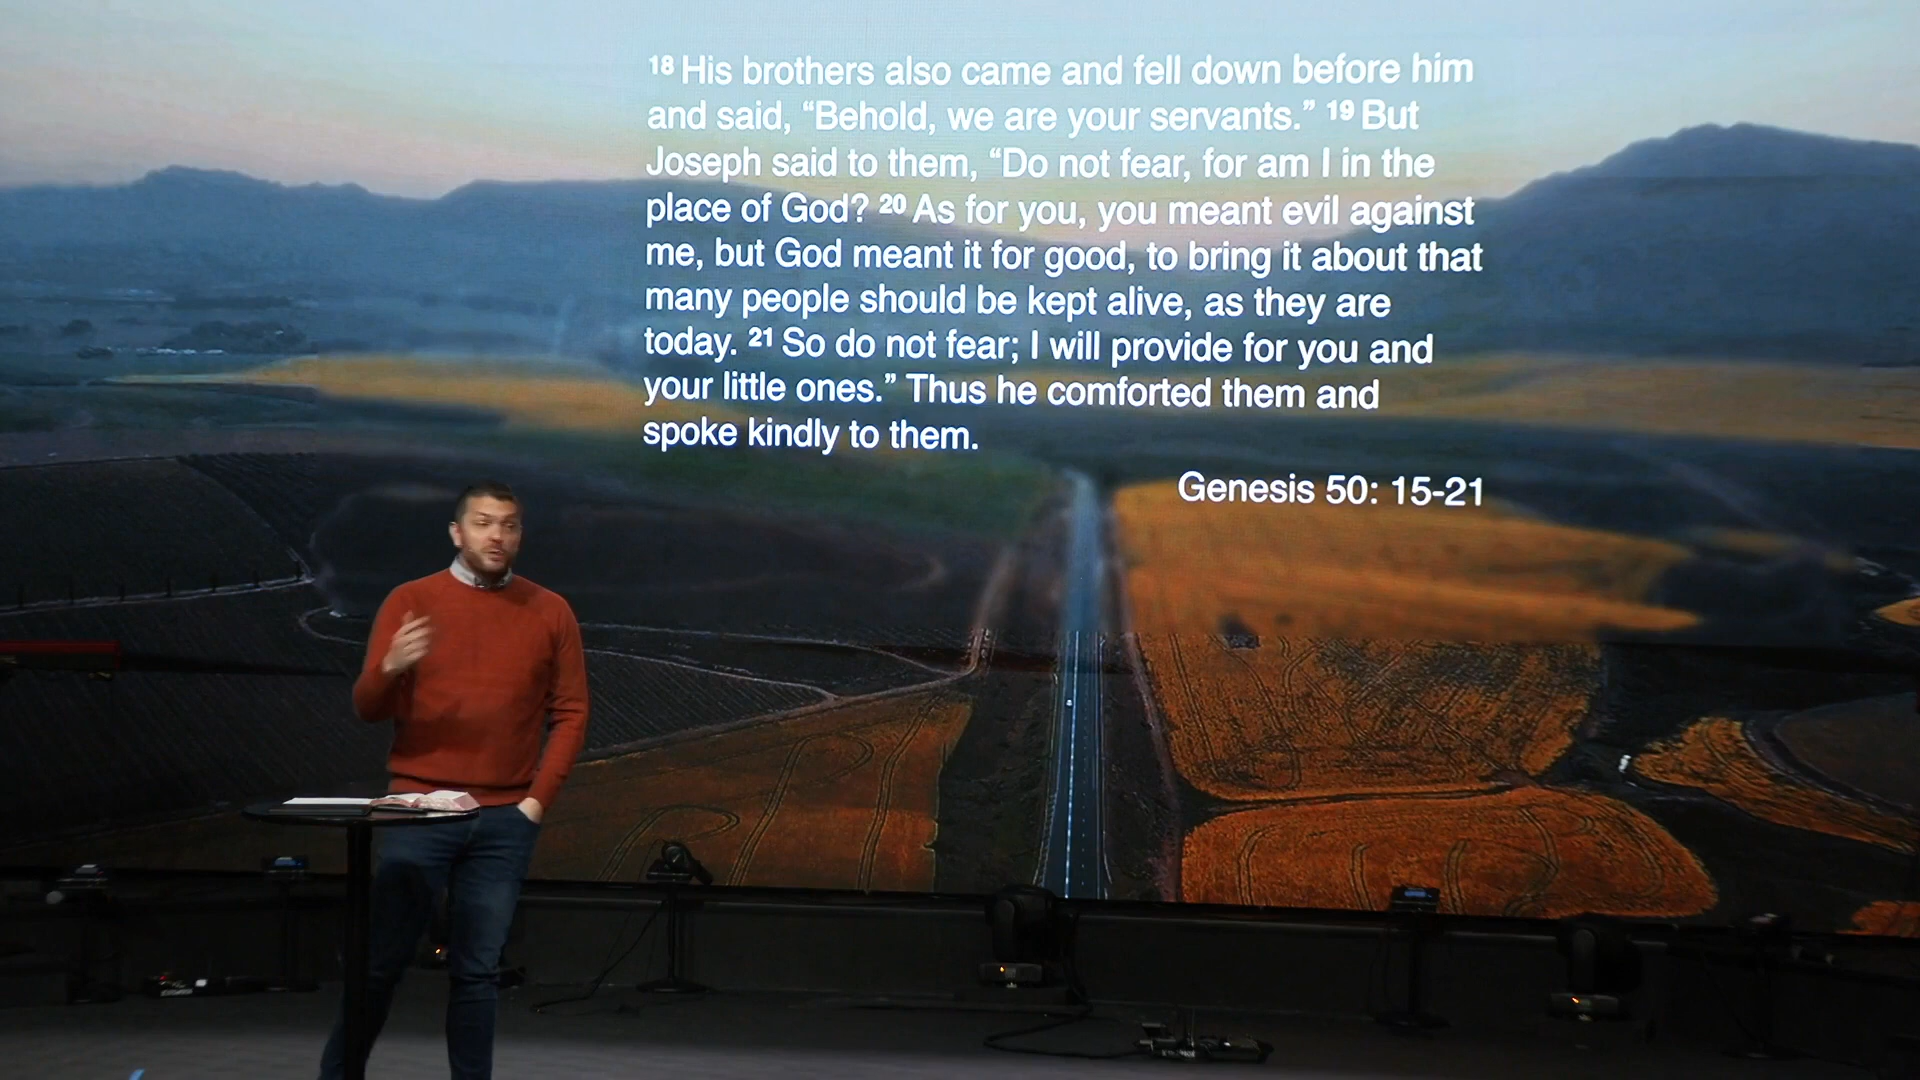 18 His brothers also came and fell down before him
and said, “Behold, we are your servants.” 19 But
Joseph said to them, “Do not fear, for am I in the
place of God? 20 As for you, you meant evil against
me, but God meant it for good, to bring it about that
many people should be kept alive, as they are
today. 21 So do not fear; I will provide for you and
your little ones.” Thus he comforted them and
spoke kindly to them.
Genesis 50: 15-21